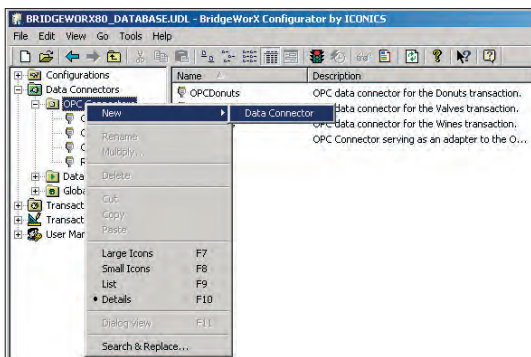 BRIDGEWORX80_DATABASE.UDL - BridgeWorX Configurator by ICONICS
File Edit View Go Tools Help
Name Description
Configurations
Data Connectors
OPC
OPCDonuts OPC data connector for the Donuts transaction.
data connector for the Valves transaction.
data connector for the Wines transaction.
OPC Connector serving as an adapter to the O...
Data
Globa
Transact
Transact
User Mar
New
Data Connector
Rename
Multiply...
Delete
Cut
Copy
Paste
Large Icons F7
Small Icons F8
List F9
Details F10
Dialog view F11
Search & Replace...